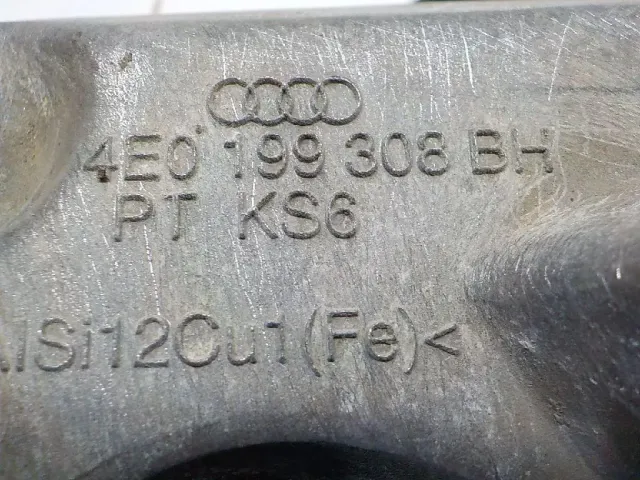 4E0 199 308 BH
PT KS6
AlSi12Cu1(Fe)<